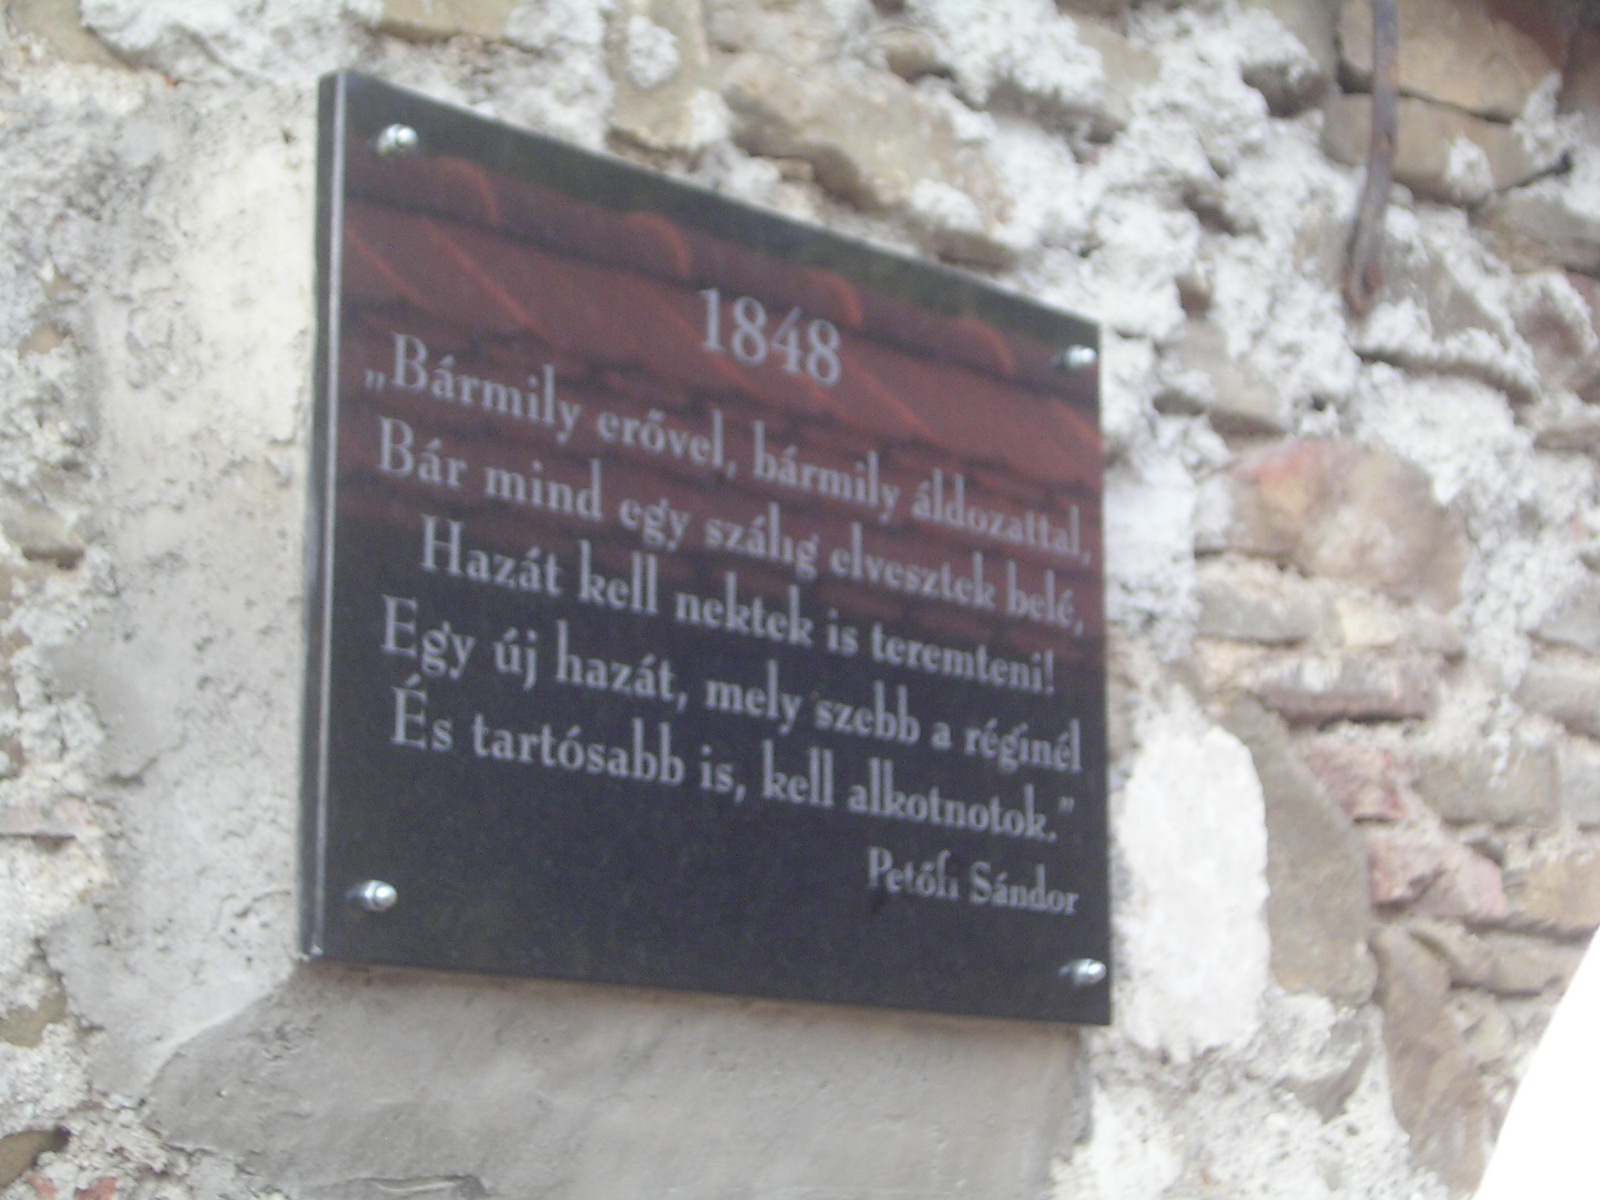 1848
„Bármily erővel, bármily áldozattal,
Bár mind egy szálig elvesztek belé,
Hazát kell nektek is teremteni!
Egy új hazát, mely szebb a réginél
És tartósabb is, kell alkotnotok.”
Petőfi Sándor